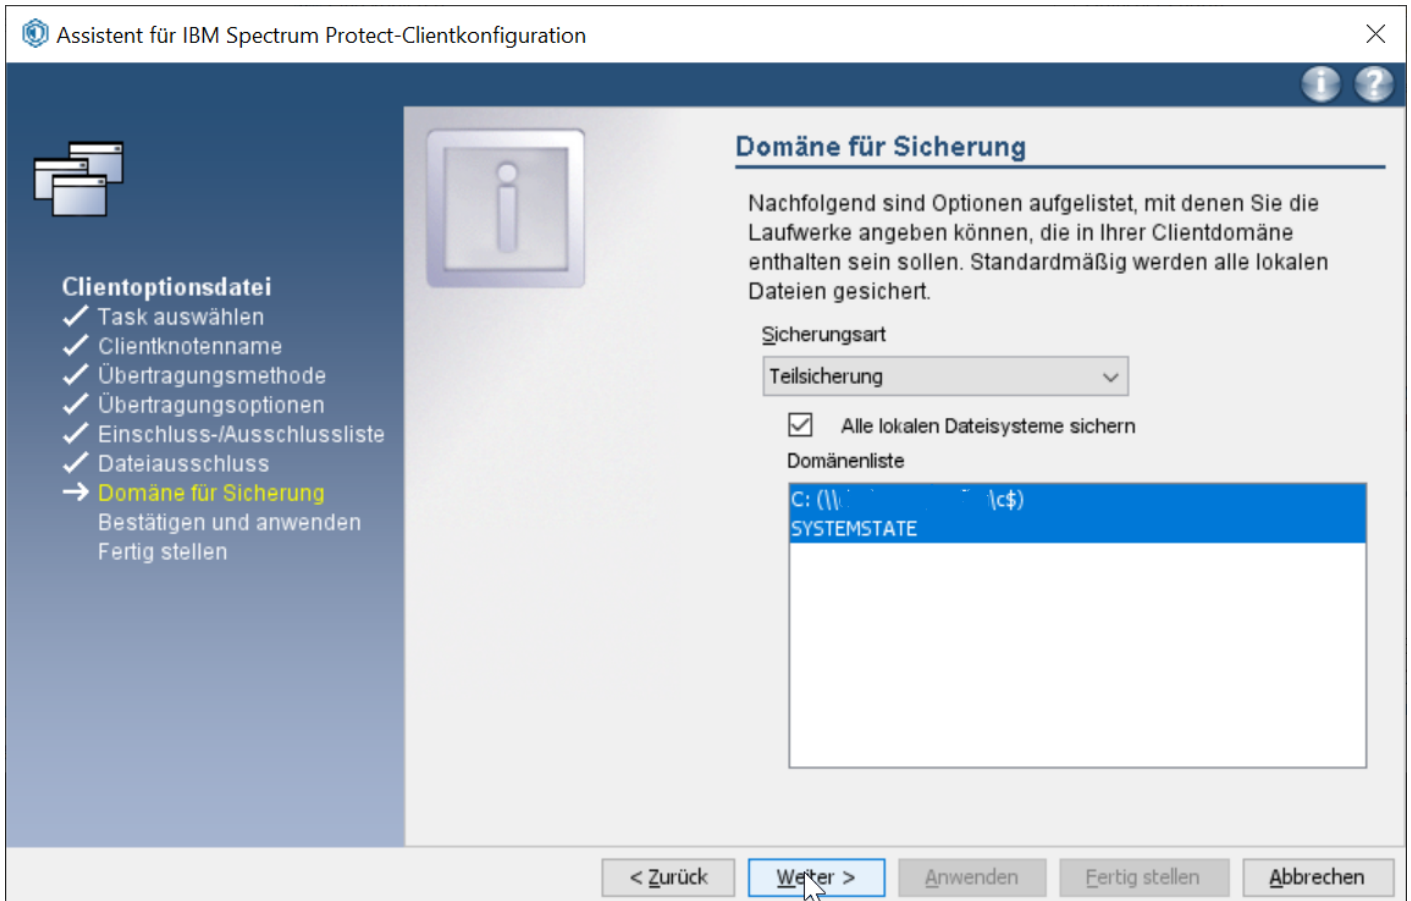 Assistent für IBM Spectrum Protect-Clientkonfiguration
Clientoptionsdatei
Task auswählen
Clientknotenname
Übertragungsmethode
Übertragungsoptionen
Einschluss-/Ausschlussliste
Dateiausschluss
Domäne für Sicherung
Bestätigen und anwenden
Fertig stellen
Domäne für Sicherung
Nachfolgend sind Optionen aufgelistet, mit denen Sie die
Laufwerke angeben können, die in Ihrer Clientdomäne
enthalten sein sollen. Standardmäßig werden alle lokalen
Dateien gesichert.
Sicherungsart
Teilsicherung
Alle lokalen Dateisysteme sichern
Domänenliste
C: (\\ \c$)
SYSTEMSTATE
< Zurück
Weiter >
Anwenden
Fertig stellen
Abbrechen